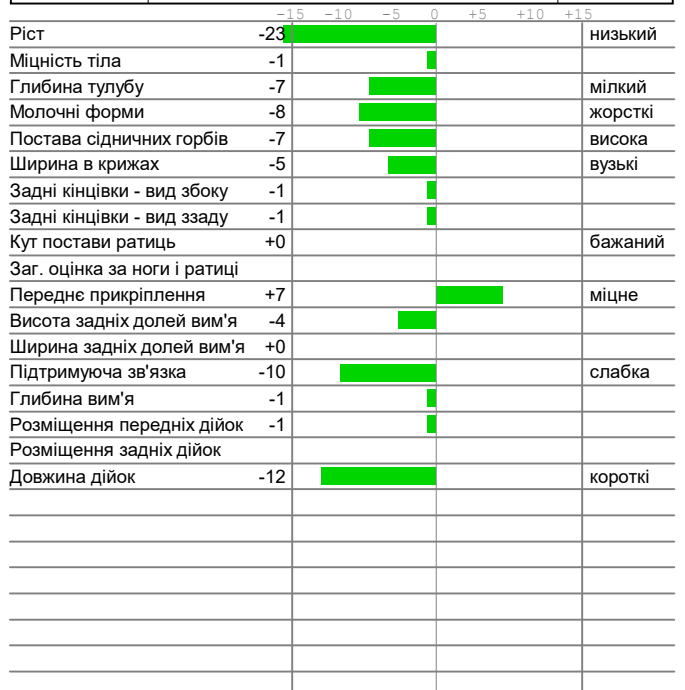 -15 -10 -5 0 +5 +10 +15
Ріст -23 низький
Міцність тіла -1
Глибина тулубу -7 мілкий
Молочні форми -8 жорсткі
Постава сідничних горбів -7 висока
Ширина в крижах -5 вузькі
Задні кінцівки - вид збоку -1
Задні кінцівки - вид ззаду -1
Кут постави ратиць +0 бажаний
Заг. оцінка за ноги і ратиці
Переднє прикріплення +7 міцне
Висота задніх долей вим'я -4
Ширина задніх долей вим'я +0
Підтримуюча зв'язка -10 слабка
Глибина вим'я -1
Розміщення передніх дійок -1
Розміщення задніх дійок
Довжина дійок -12 короткі